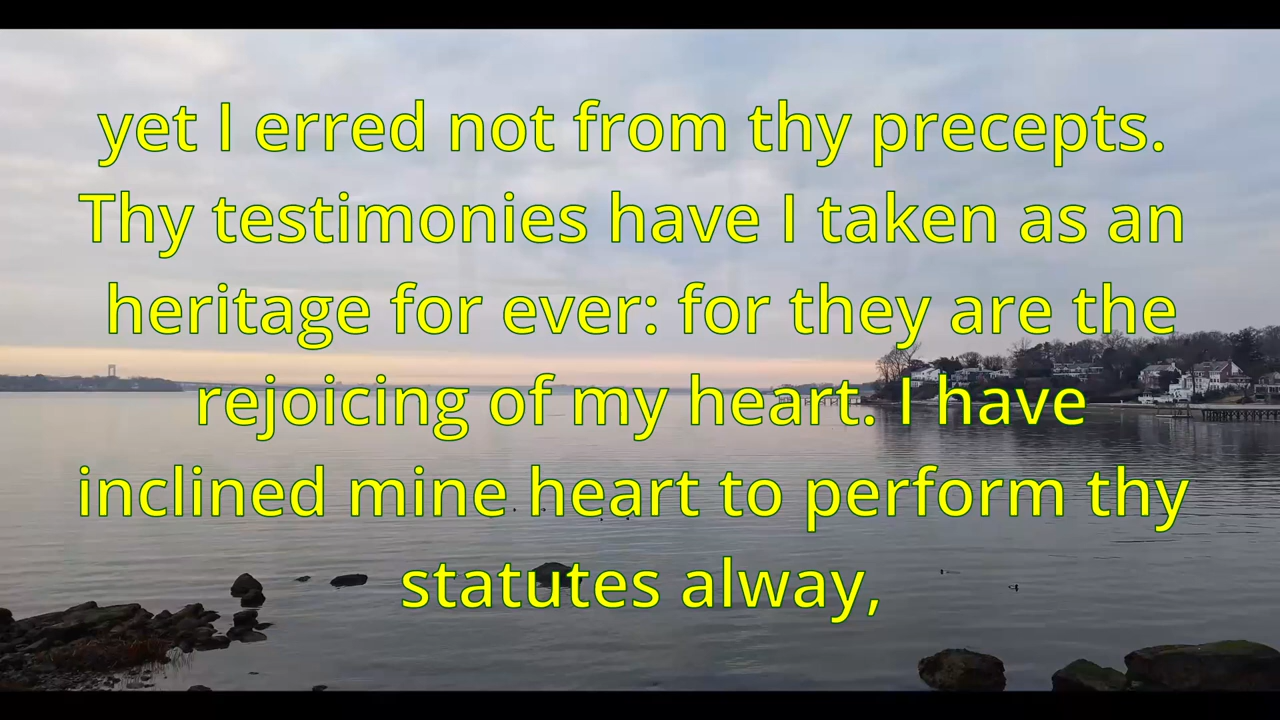 yet I erred not from thy precepts.
Thy testimonies have I taken as an
heritage for ever: for they are the
rejoicing of my heart. I have
inclined mine heart to perform thy
statutes alway,